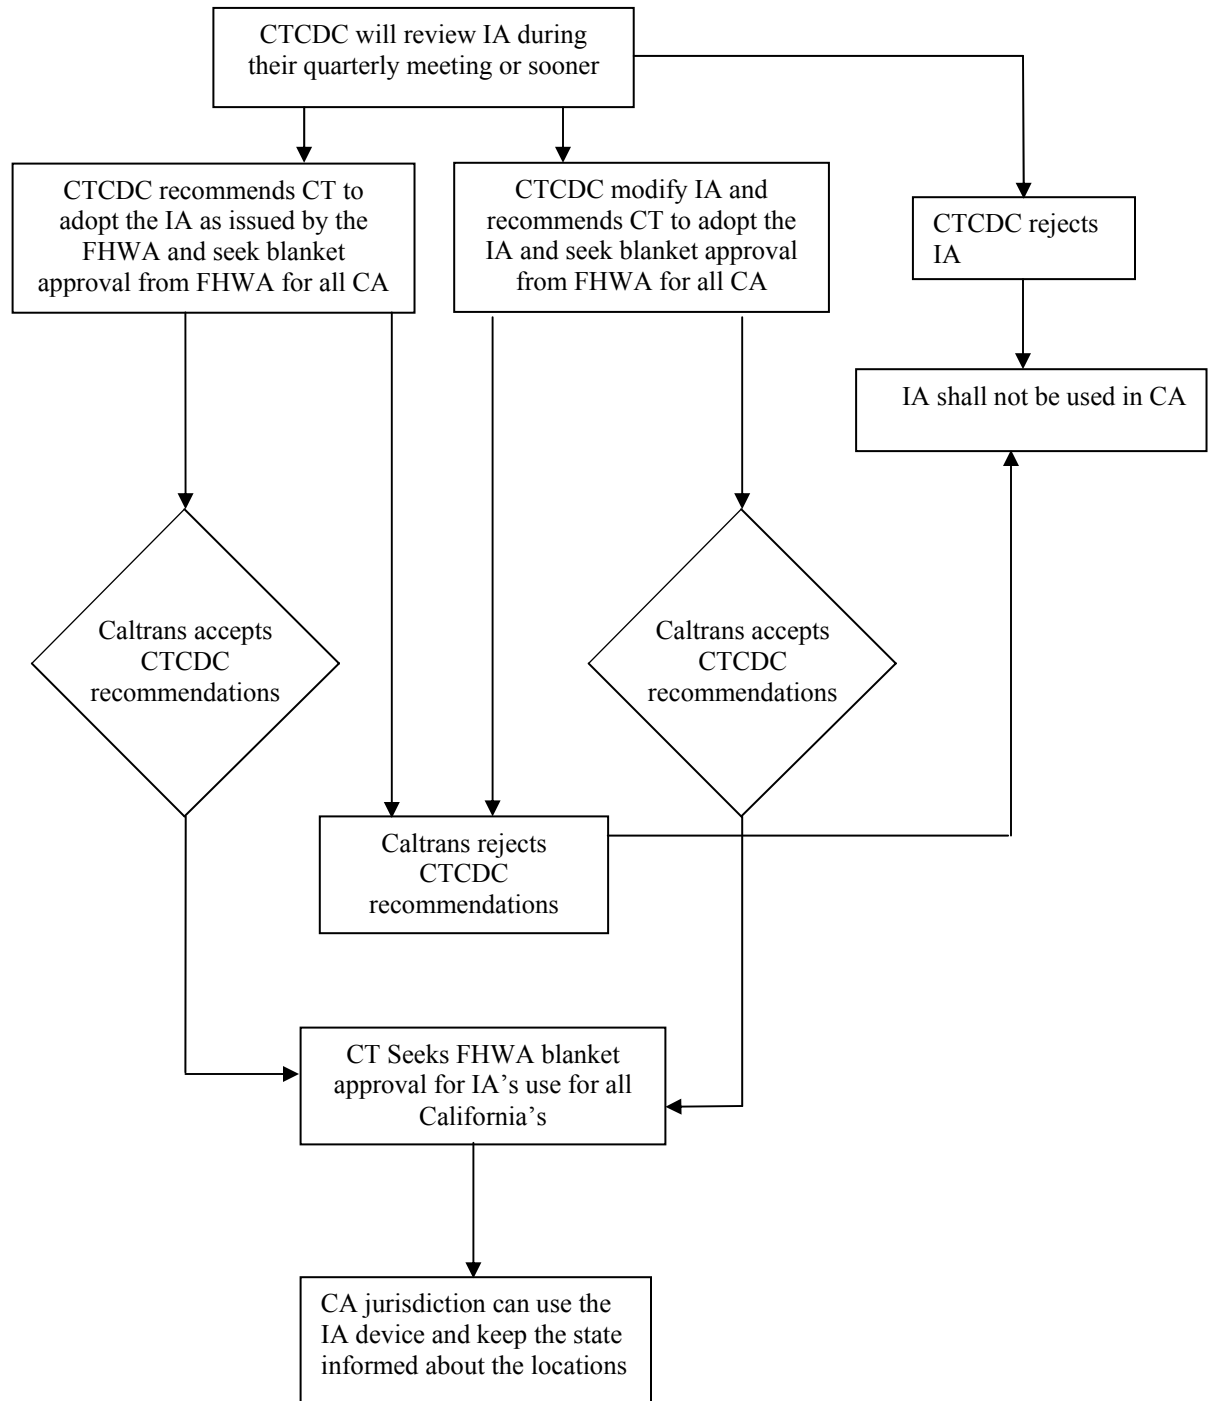 CTCDC will review IA during
their quarterly meeting or sooner
CTCDC recommends CT to
adopt the IA as issued by the
FHWA and seek blanket
approval from FHWA for all CA
CTCDC modify IA and
recommends CT to adopt the
IA and seek blanket approval
from FHWA for all CA
CTCDC rejects
IA
IA shall not be used in CA
Caltrans accepts
CTCDC
recommendations
Caltrans accepts
CTCDC
recommendations
Caltrans rejects
CTCDC
recommendations
CT Seeks FHWA blanket
approval for IA’s use for all
California’s
CA jurisdiction can use the
IA device and keep the state
informed about the locations